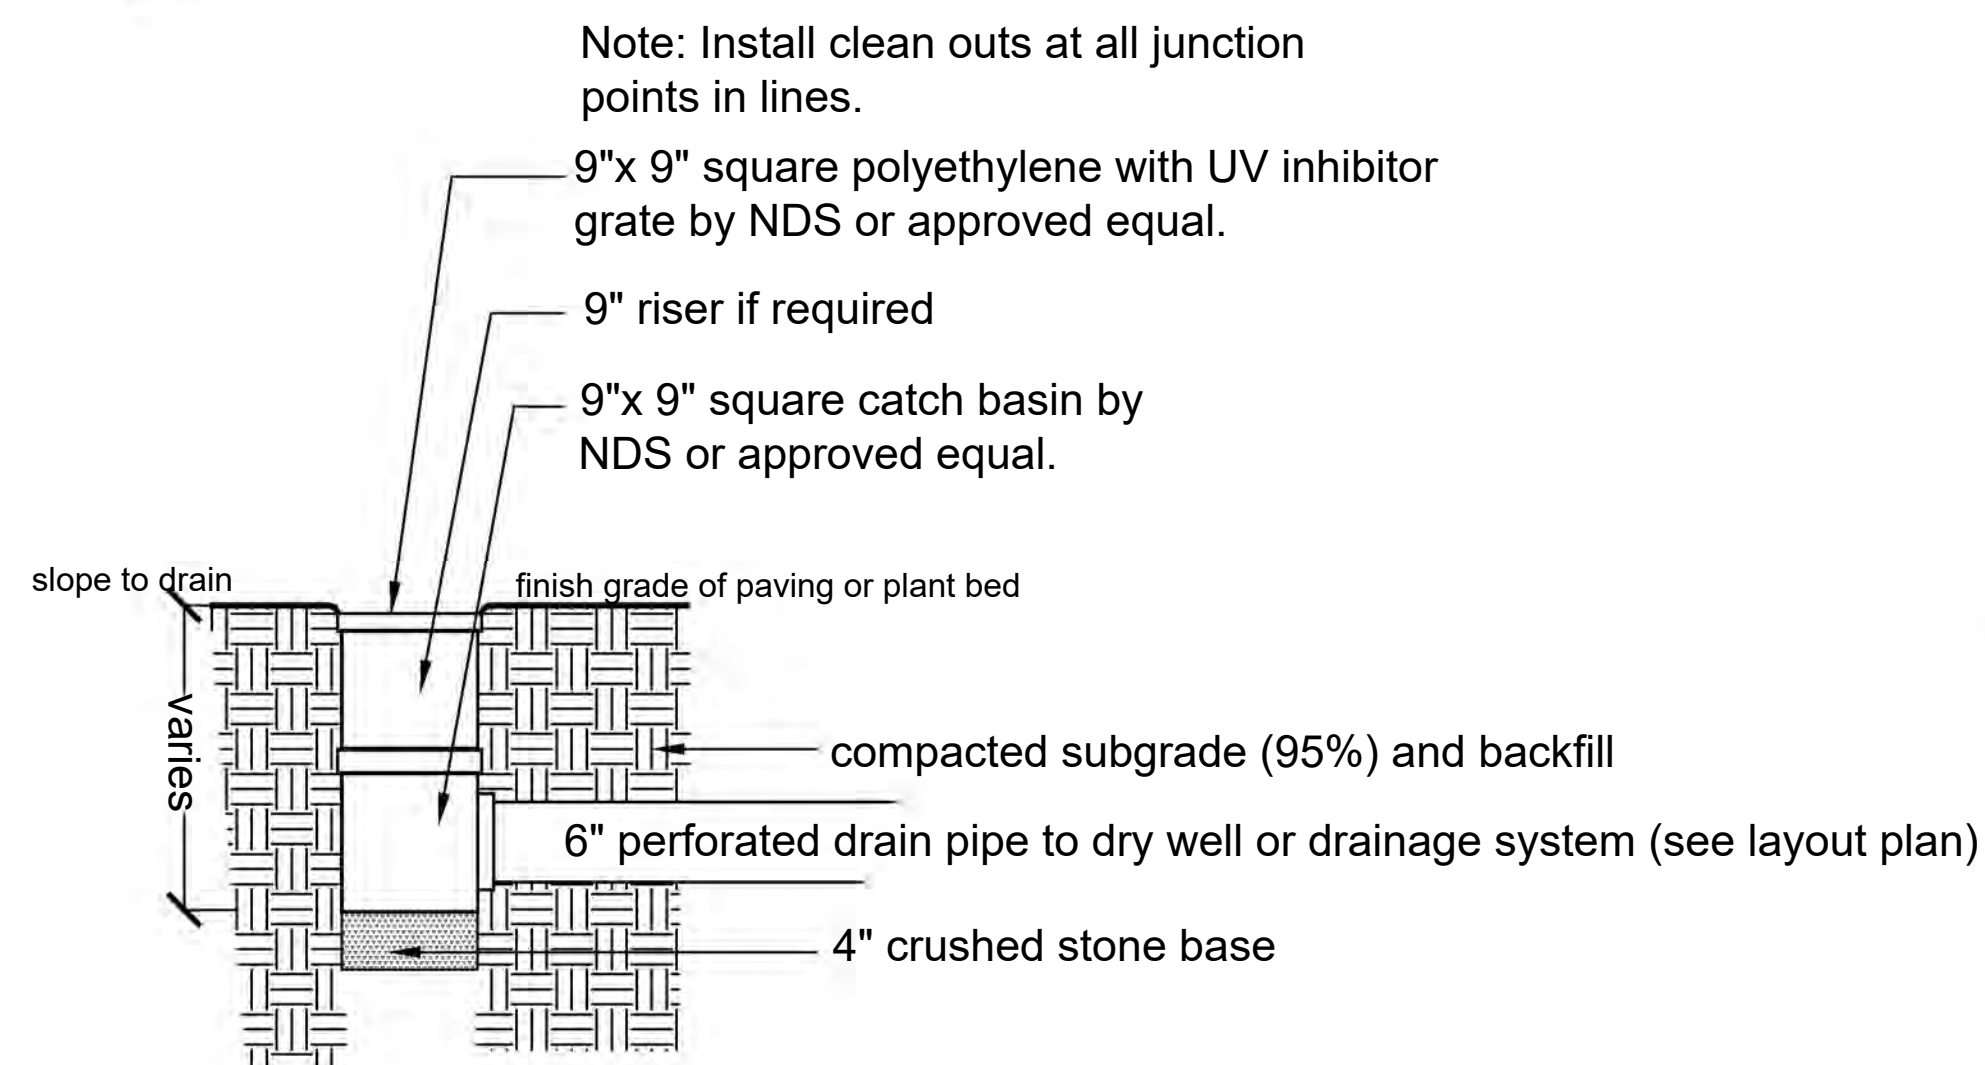 Note: Install clean outs at all junction
points in lines.
9"x 9" square polyethylene with UV inhibitor
grate by NDS or approved equal.
9" riser if required
9"x 9" square catch basin by
NDS or approved equal.
slope to drain
finish grade of paving or plant bed
varies
compacted subgrade (95%) and backfill
6" perforated drain pipe to dry well or drainage system (see layout plan)
4" crushed stone base